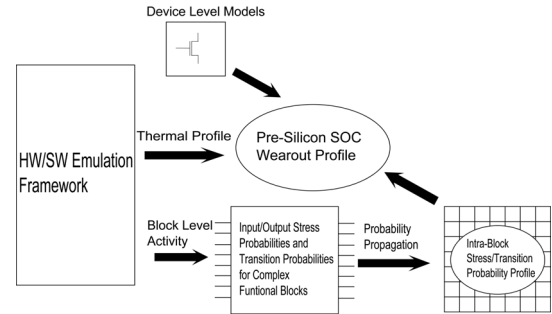 Device Level Models
HW/SW Emulation
Framework
Thermal Profile
Pre-Silicon SOC
Wearout Profile
Block Level
Activity
Input/Output Stress
Probabilities and
Transition Probabilities
for Complex
Funtional Blocks
Probability
Propagation
Intra-Block
Stress/Transition
Probability Profile